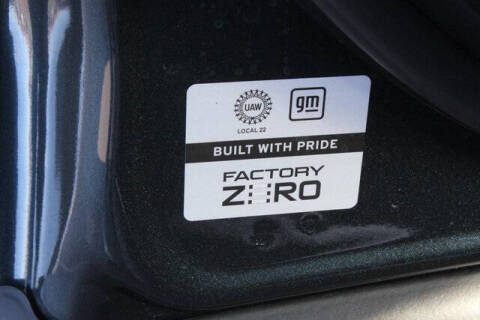 UAW gm
LOCAL 22
BUILT WITH PRIDE
FACTORY
ZERO